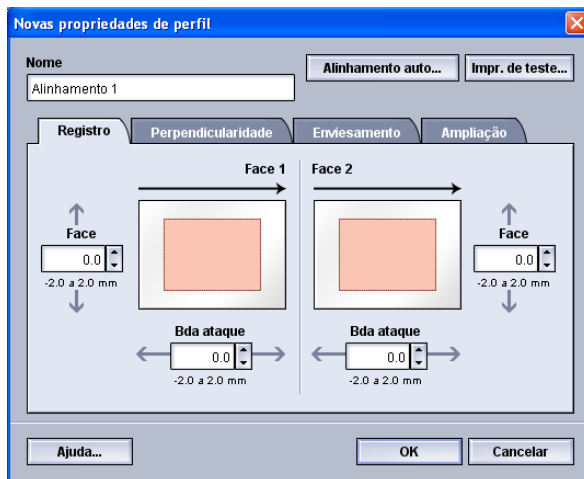 Novas propriedades de perfil
Nome
Alinhamento auto...
Impr. de teste...
Alinhamento 1
Registro
Perpendicularidade
Enviesamento
Ampliação
Face 1
Face 2
Face
0.0
-2.0 a 2.0 mm
Face
0.0
-2.0 a 2.0 mm
Bda ataque
0.0
-2.0 a 2.0 mm
Bda ataque
0.0
-2.0 a 2.0 mm
Ajuda...
OK
Cancelar